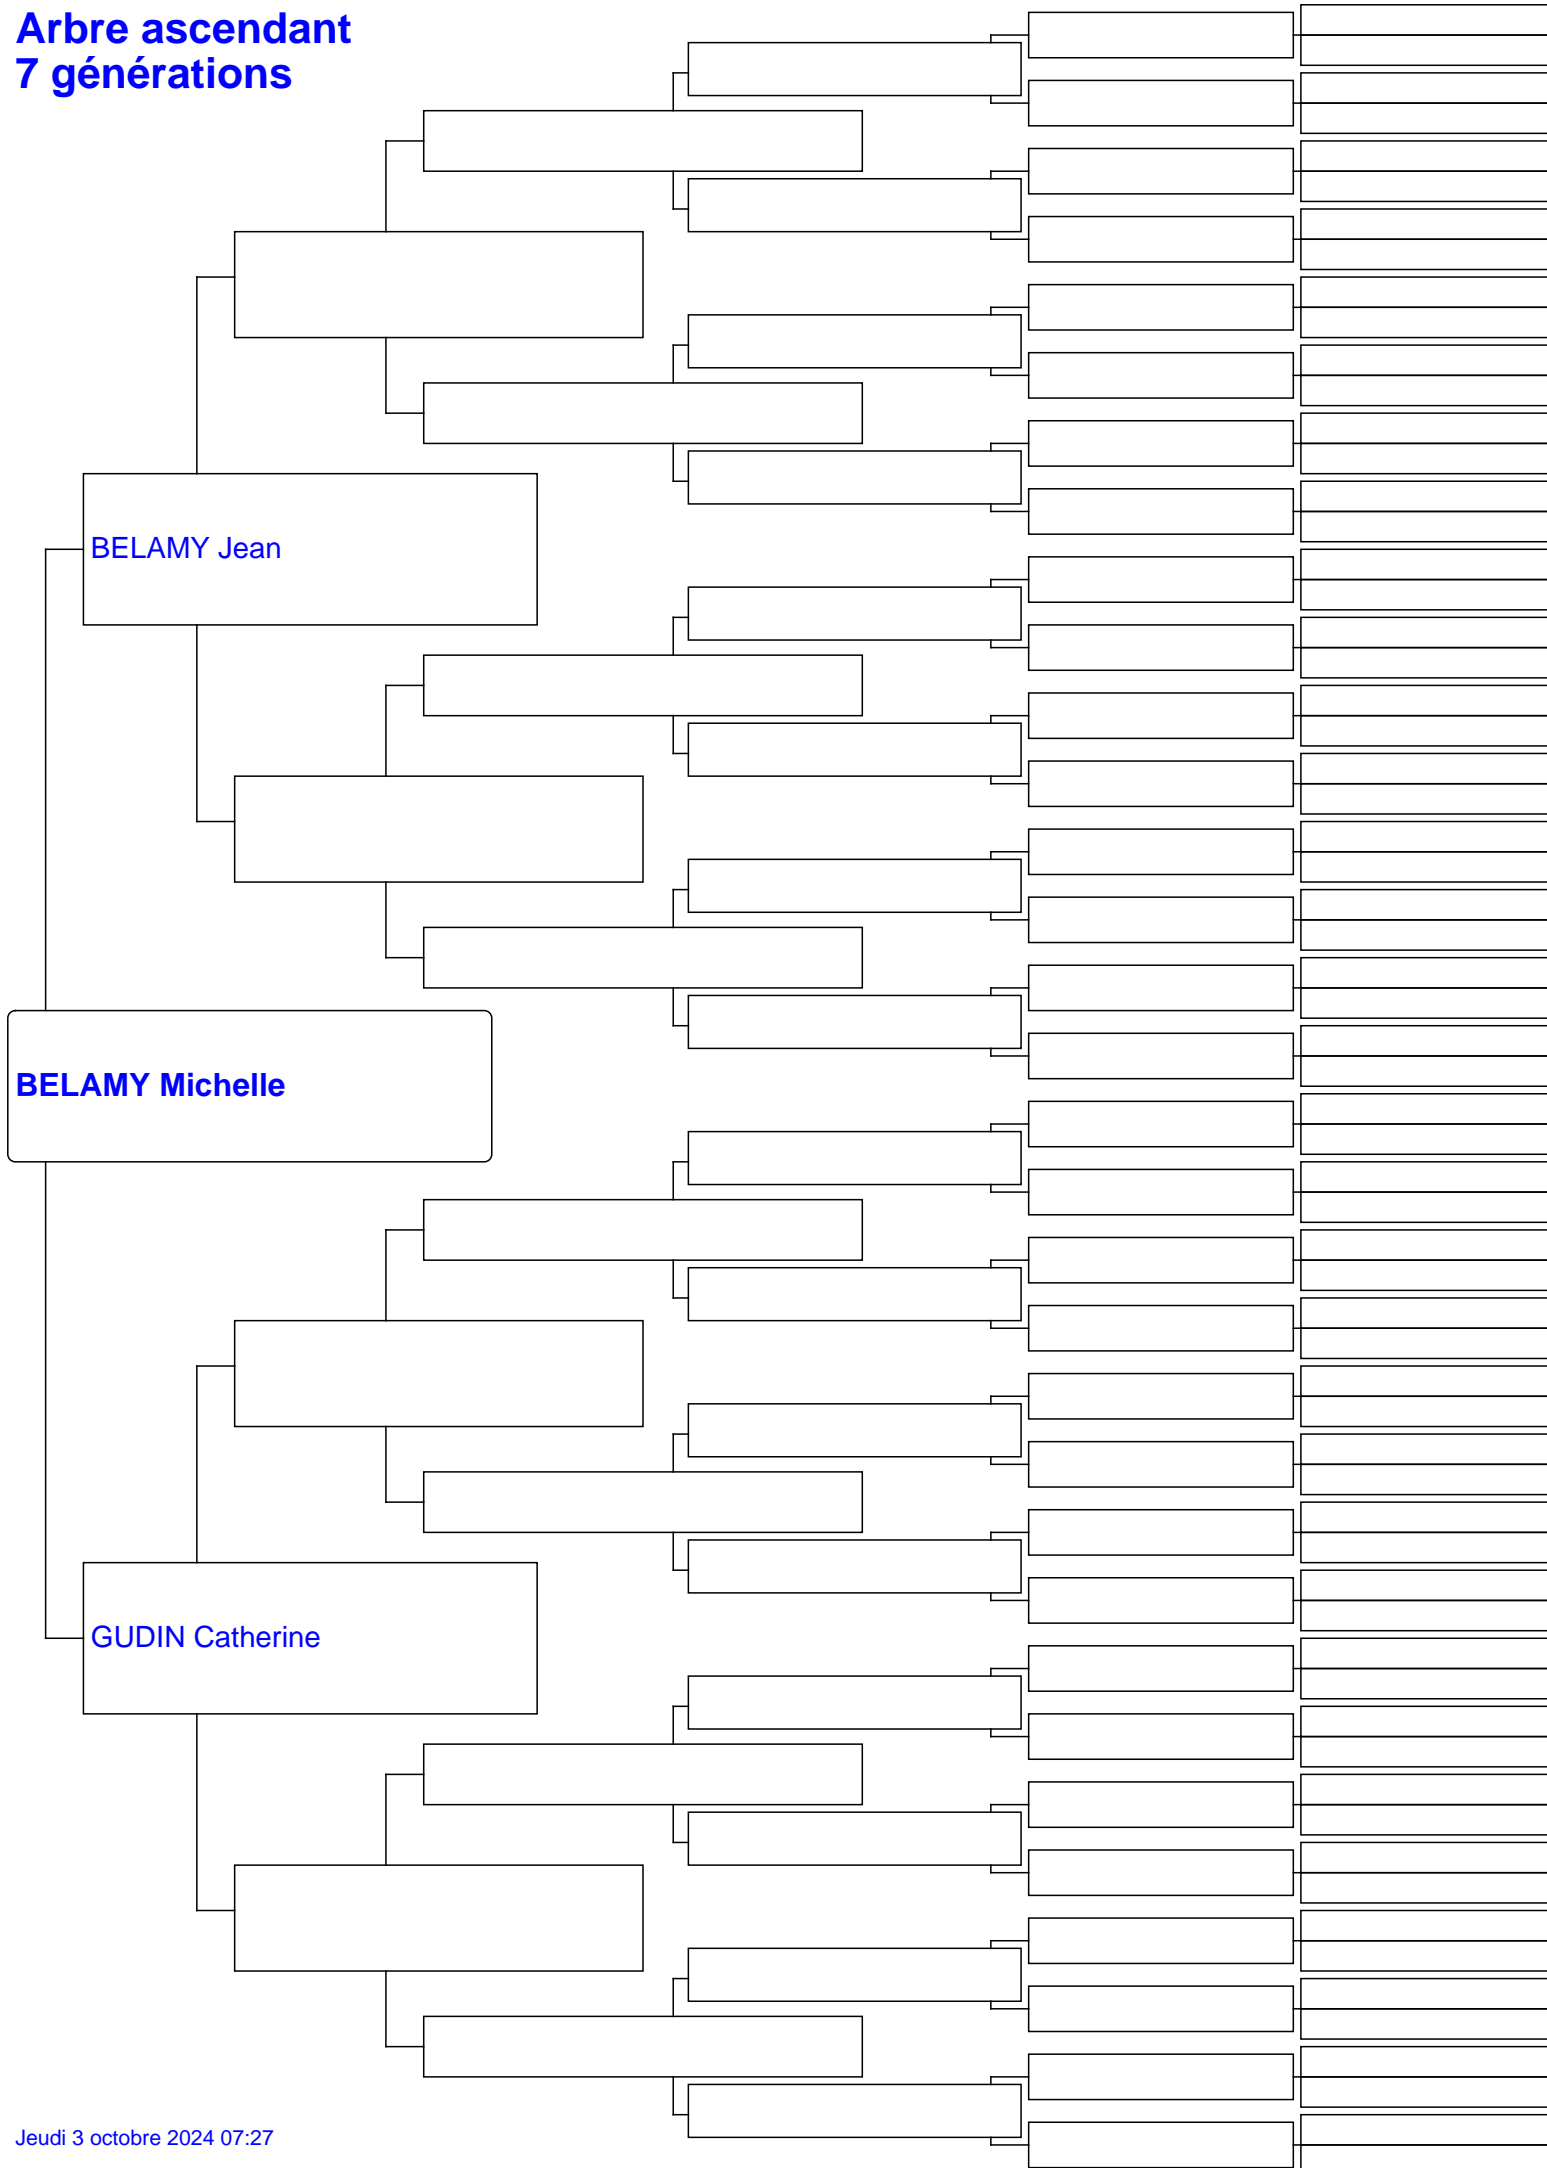 Arbre ascendant
7 générations
BELAMY Jean
BELAMY Michelle
GUDIN Catherine
Jeudi 3 octobre 2024 07:27